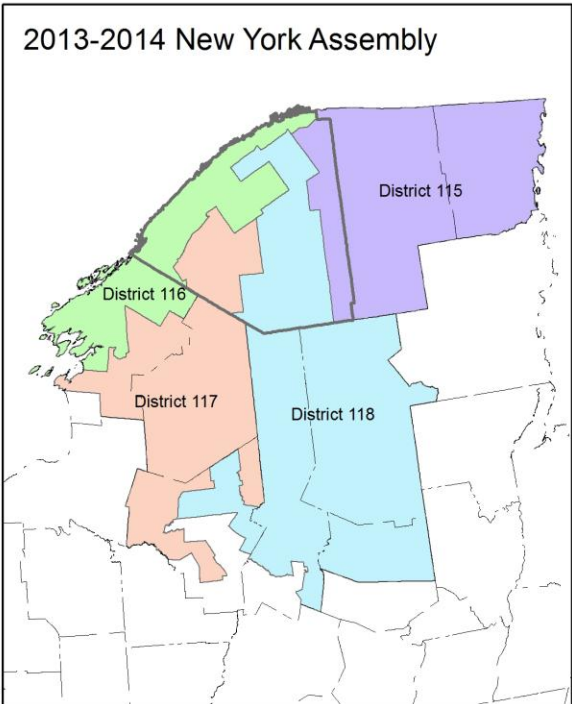 2013-2014 New York Assembly
District 115
District 116
District 117
District 118